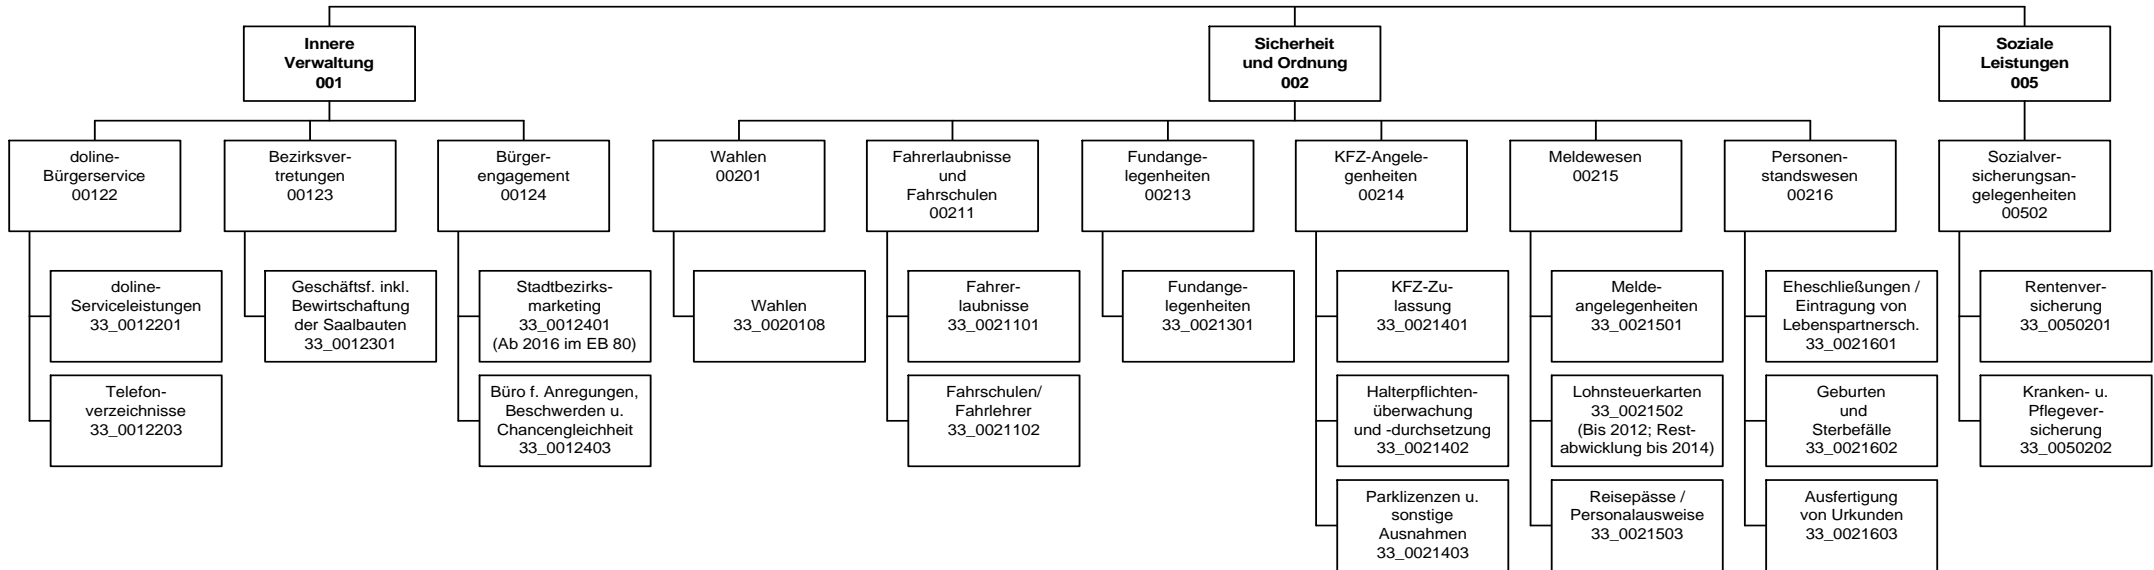 Innere
Verwaltung
001
Sicherheit
und Ordnung
002
Soziale
Leistungen
005
doline-
Bürgerservice
00122
Bezirksver-
tretungen
00123
Bürger-
engagement
00124
Wahlen
00201
Fahrerlaubnisse
und
Fahrschulen
00211
Fundange-
legenheiten
00213
KFZ-Angele-
genheiten
00214
Meldewesen
00215
Personen-
standswesen
00216
Sozialver-
sicherungsan-
gelegenheiten
00502
doline-
Serviceleistungen
33_0012201
Geschäftsf. inkl.
Bewirtschaftung
der Saalbauten
33_0012301
Stadtbezirks-
marketing
33_0012401
(Ab 2016 im EB 80)
Wahlen
33_0020108
Fahrer-
laubnisse
33_0021101
Fundange-
legenheiten
33_0021301
KFZ-Zu-
lassung
33_0021401
Melde-
angelegenheiten
33_0021501
Eheschließungen /
Eintragung von
Lebenspartnersch.
33_0021601
Rentenver-
sicherung
33_0050201
Telefon-
verzeichnisse
33_0012203
Büro f. Anregungen,
Beschwerden u.
Chancengleichheit
33_0012403
Fahrschulen/
Fahrlehrer
33_0021102
Halterpflichten-
überwachung
und -durchsetzung
33_0021402
Lohnsteuerkarten
33_0021502
(Bis 2012; Rest-
abwicklung bis 2014)
Geburten
und
Sterbefälle
33_0021602
Kranken- u.
Pflegever-
sicherung
33_0050202
Parklizenzen u.
sonstige
Ausnahmen
33_0021403
Reisepässe /
Personalausweise
33_0021503
Ausfertigung
von Urkunden
33_0021603